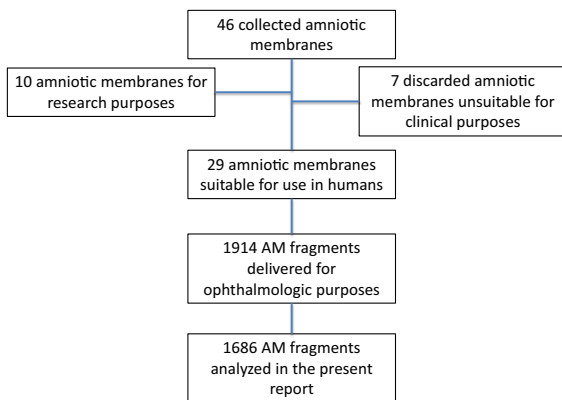 46 collected amniotic
membranes
10 amniotic membranes for
research purposes
7 discarded amniotic
membranes unsuitable for
clinical purposes
29 amniotic membranes
suitable for use in humans
1914 AM fragments
delivered for
ophthalmologic purposes
1686 AM fragments
analyzed in the present
report